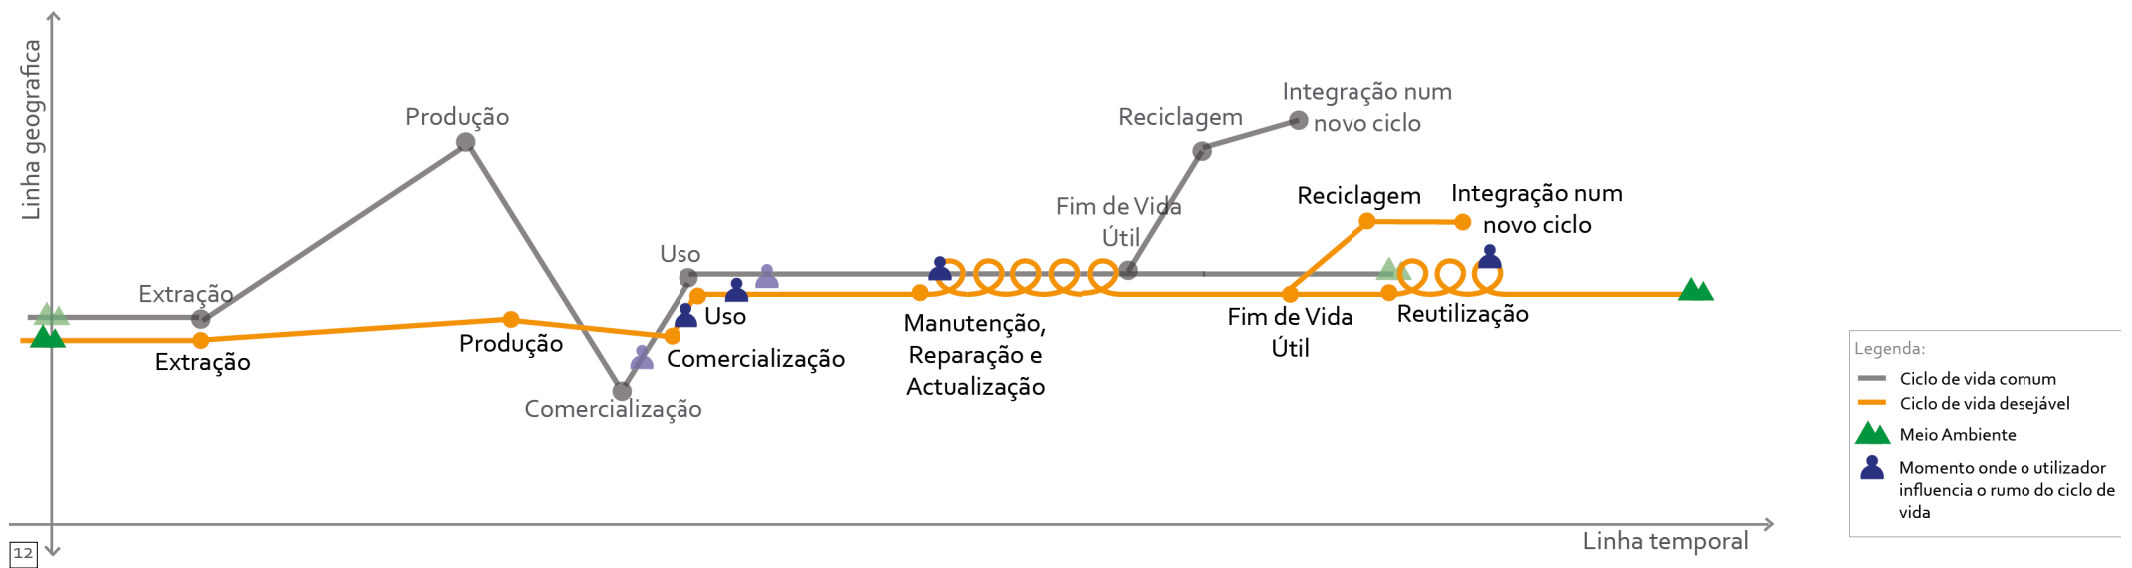 Linha geografica
Produção
Extração
Extração
Produção
Comercialização
Uso
Uso
Comercialização
Manutenção,
Reparação e
Actualização
Fim de Vida
Útil
Reciclagem
Integração num
novo ciclo
Reciclagem
Integração num
novo ciclo
Fim de Vida
Útil
Reutilização
Linha temporal
12
Legenda:
Ciclo de vida comum
Ciclo de vida desejável
Meio Ambiente
Momento onde o utilizador
influencia o rumo do ciclo de
vida